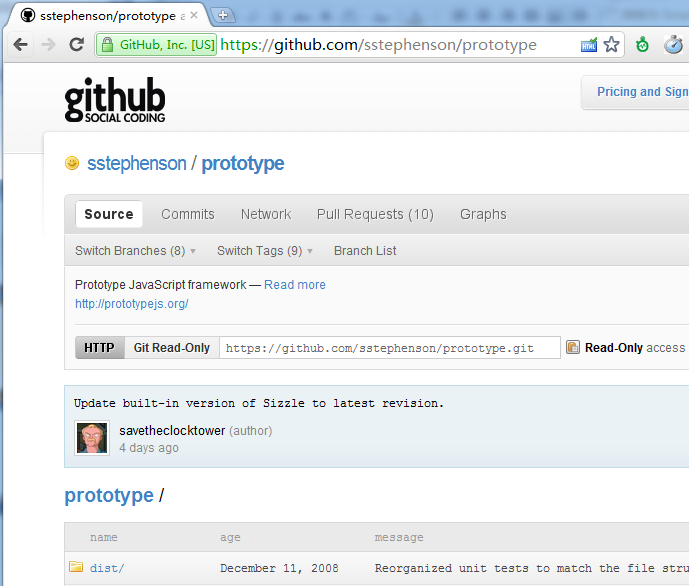 sstephenson/prototype a
GitHub, Inc. [US] https://github.com/sstephenson/prototype
github
SOCIAL CODING
Pricing and Sign
sstephenson / prototype
Source Commits Network Pull Requests (10) Graphs
Switch Branches (8) Switch Tags (9) Branch List
Prototype JavaScript framework — Read more
http://prototypejs.org/
HTTP Git Read-Only https://github.com/sstephenson/prototype.git Read-Only access
Update built-in version of Sizzle to latest revision.
savetheclocktower (author)
4 days ago
prototype /
name age message
dist/ December 11, 2008 Reorganized unit tests to match the file stru